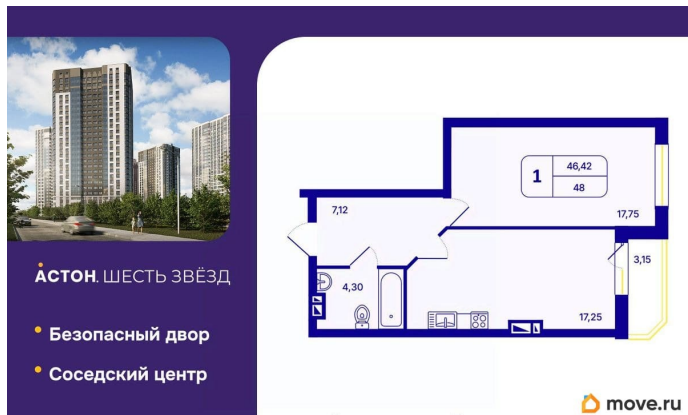 АСТОН. ШЕСТЬ ЗВЁЗД
Безопасный двор
Соседский центр
1
46,42
48
17,75
7,12
3,15
4,30
17,25
move.ru